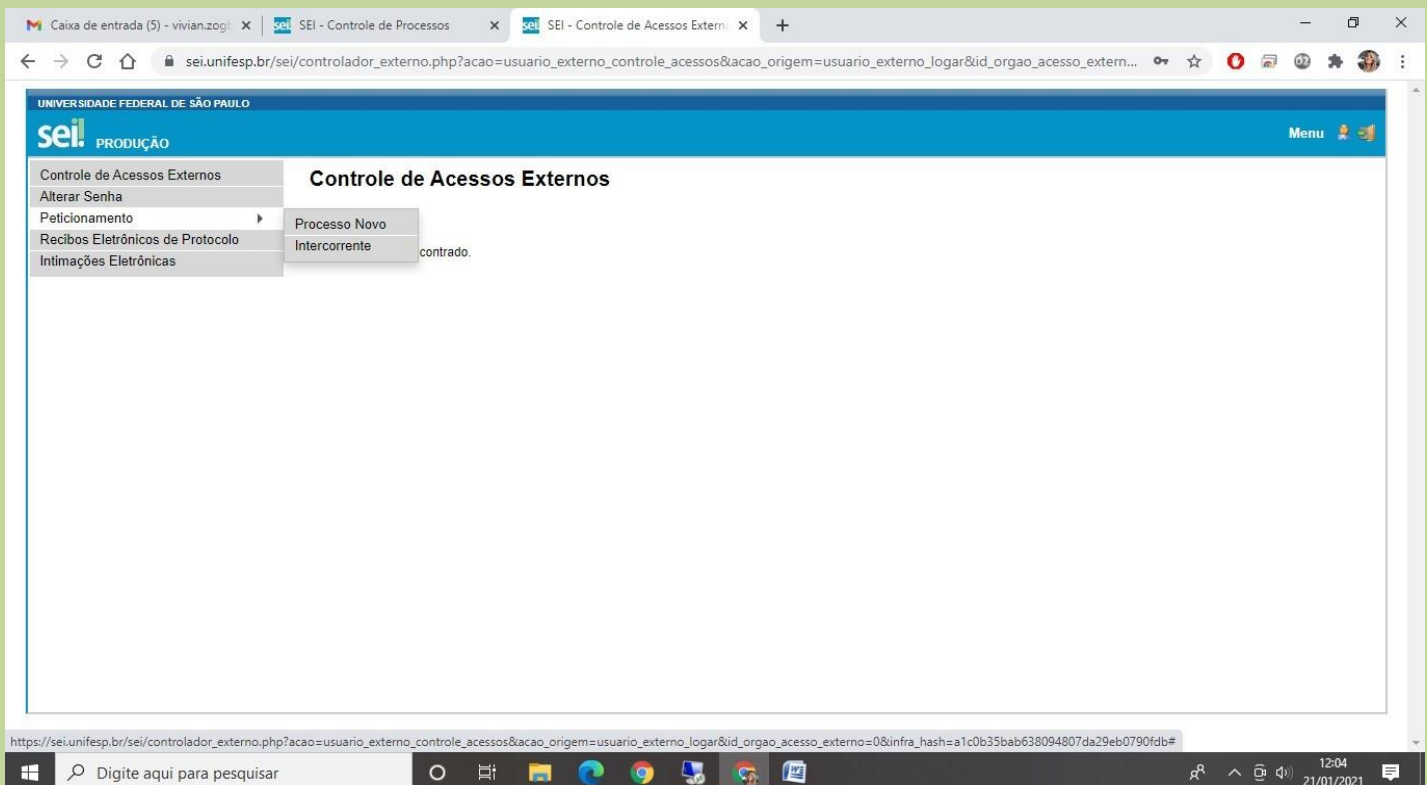 Caixa de entrada (5) - vivian.zogb
SEI - Controle de Processos
SEI - Controle de Acessos Extern
sei.unifesp.br/sei/controlador_externo.php?acao=usuario_externo_controle_acessos&acao_origem=usuario_externo_logar&id_orgao_acesso_extern...
UNIVERSIDADE FEDERAL DE SÃO PAULO
sei! PRODUÇÃO
Menu
Controle de Acessos Externos
Alterar Senha
Peticionamento
Recibos Eletrônicos de Protocolo
Intimações Eletrônicas
Processo Novo
Intercorrente
Controle de Acessos Externos
contrado.
https://sei.unifesp.br/sei/controlador_externo.php?acao=usuario_externo_controle_acessos&acao_origem=usuario_externo_logar&id_orgao_acesso_externo=0&infra_hash=a1c0b35bab638094807da29eb0790fdb#
Digite aqui para pesquisar
12:04
21/01/2021